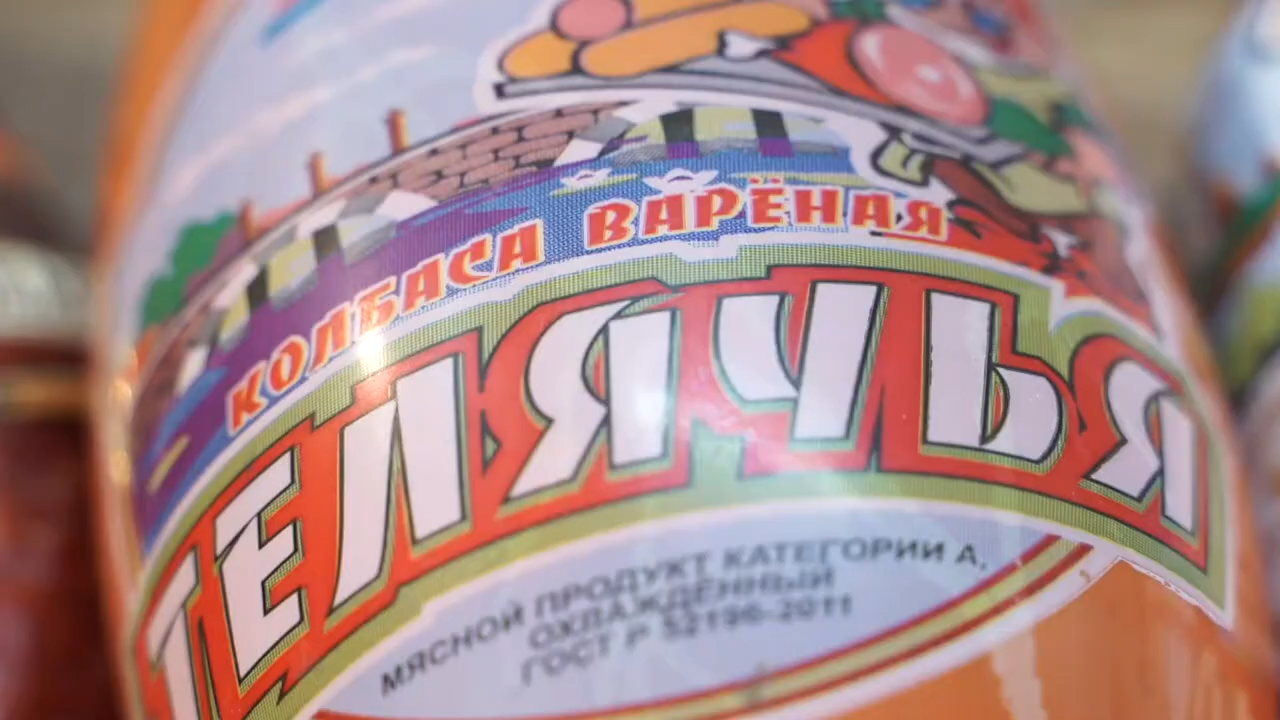 КОЛБАСА ВАРЁНАЯ
ТЕЛЯЧЬЯ
МЯСНОЙ ПРОДУКТ КАТЕГОРИИ А,
ОХЛАЖДЁННЫЙ
ГОСТ Р 52196-2011